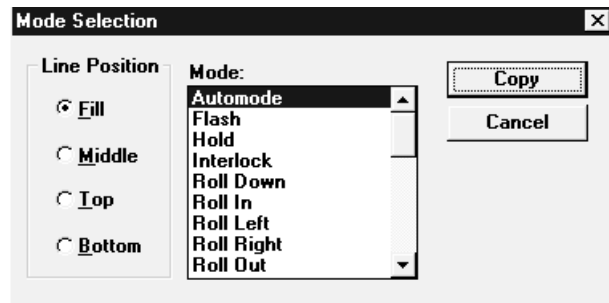 Mode Selection
Line Position
Fill
Middle
Top
Bottom
Mode:
Automode
Flash
Hold
Interlock
Roll Down
Roll In
Roll Left
Roll Right
Roll Out
Copy
Cancel